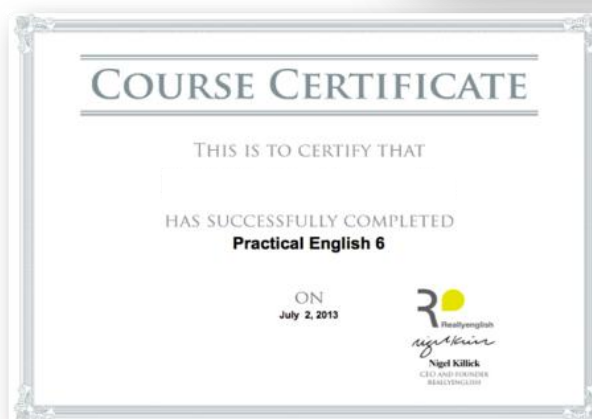 COURSE CERTIFICATE
THIS IS TO CERTIFY THAT
HAS SUCCESSFULLY COMPLETED
Practical English 6
ON
July 2, 2013
Reallyenglish
Nigel Killick
CEO AND FOUNDER
REALLYENGLISH